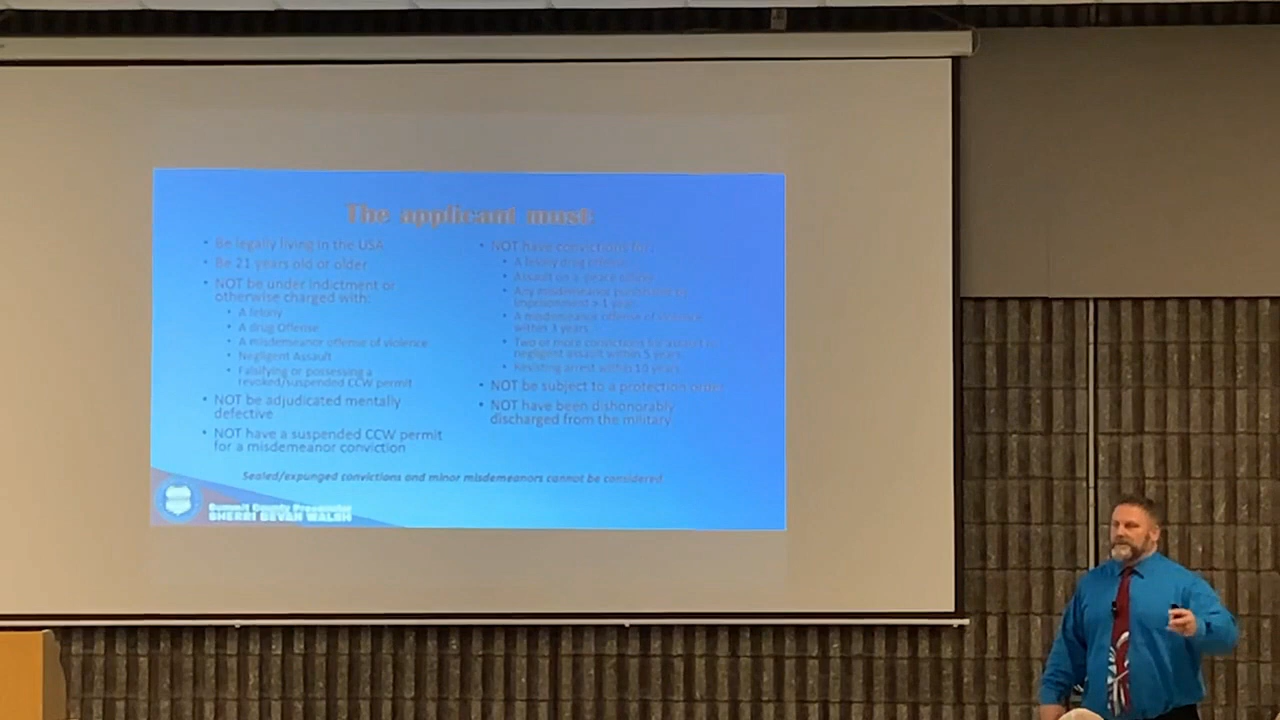 The applicant must:
• Be legally living in the USA
• Be 21 years old or older
• NOT be under indictment or
otherwise charged with:
• A felony
• A drug Offense
• A misdemeanor offense of violence
• Negligent Assault
• Falsifying or possessing a
revoked/suspended CCW permit
• NOT be adjudicated mentally
defective
• NOT have a suspended CCW permit
for a misdemeanor conviction
• NOT have convictions for:
• A felony drug offense
• Assault on a peace officer
• Any misdemeanor punishable by
imprisonment > 1 year
• A misdemeanor offense of violence
within 3 years
• Two or more convictions for assault or
negligent assault within 5 years
• Resisting arrest within 10 years
• NOT be subject to a protection order
• NOT have been dishonorably
discharged from the military
Sealed/expunged convictions and minor misdemeanors cannot be considered.
Summit County Prosecutor
SHERRI BEVAN WALSH